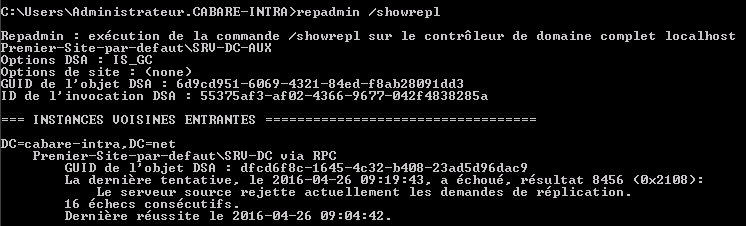 C:\Users\Administrateur.CABARE-INTRA>repadmin /showrepl
Repadmin : exécution de la commande /showrepl sur le contrôleur de domaine complet localhost
Premier-Site-par-defaut\SRV-DC-AUX
Options DSA : IS_GC
Options de site : (none)
GUID de l'objet DSA : 6d9cd951-6069-4321-84ed-f8ab28091dd3
ID de l'invocation DSA : 55375af3-af02-4366-9677-042f4838285a
=== INSTANCES VOISINES ENTRANTES ==================================
DC=cabare-intra,DC=net
Premier-Site-par-defaut\SRV-DC via RPC
GUID de l'objet DSA : dfcd6f8c-1645-4c32-b408-23ad5d96dac9
La dernière tentative, le 2016-04-26 09:19:43, a échoué, résultat 8456 (0x2108):
Le serveur source rejette actuellement les demandes de réplication.
16 échecs consécutifs.
Dernière réussite le 2016-04-26 09:04:42.